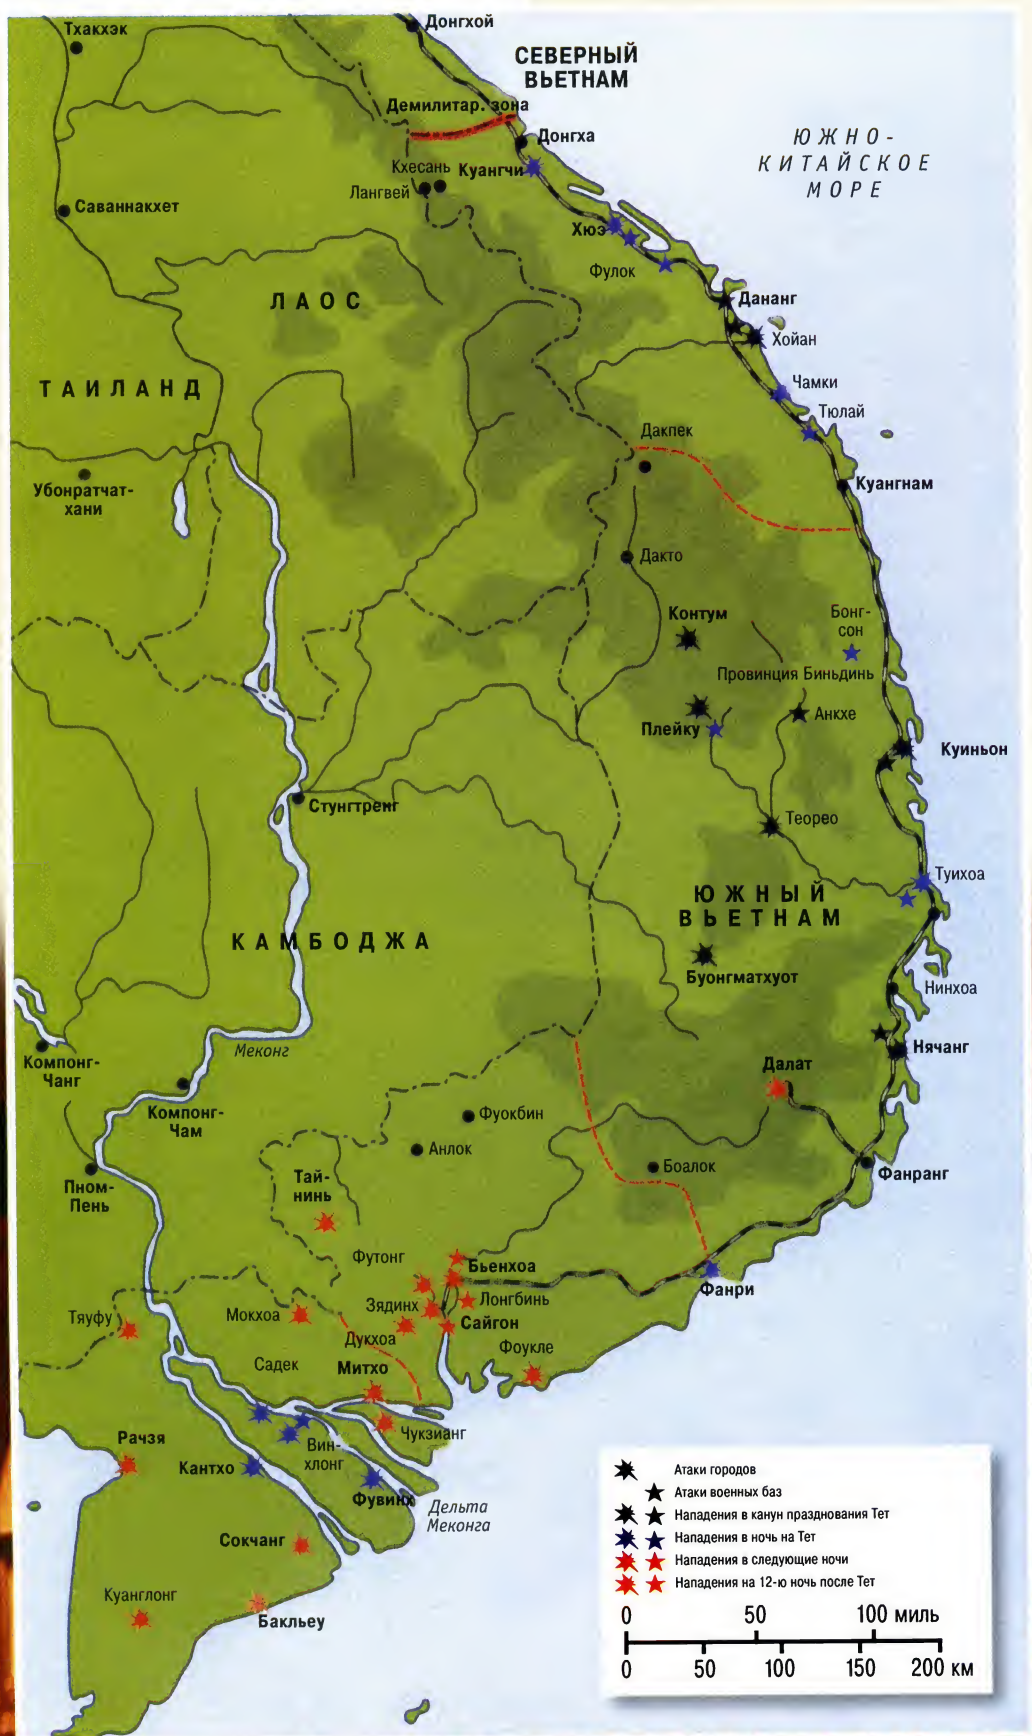 Тхакхэк
Донгхой
СЕВЕРНЫЙ
ВЬЕТНАМ
Демилитар. зона
Донгха
ЮЖНО-
КИТАЙСКОЕ
МОРЕ
Кхесань
Куангчи
Лангвей
Саваннакхет
Хюэ
Фулок
ЛАОС
Дананг
Хойан
ТАИЛАНД
Чамки
Тюлай
Дакпек
Убонратчат-
хани
Куангнам
Дакто
Контум
Бонг-
сон
Провинция Биньдинь
Плейку
Анкхе
Куиньон
Стунгтренг
Теорео
Туихоа
ЮЖНЫЙ
ВЬЕТНАМ
КАМБОДЖА
Буонгматхуот
Нинхоа
Меконг
Нячанг
Компонг-
Чанг
Далат
Компонг-
Чам
Фуокбин
Анлок
Боалок
Фанранг
Пном-
Пень
Тай-
нинь
Футонг
Бьенхоа
Фанри
Зядинх
Лонгбинь
Тяуфу
Мокхоа
Сайгон
Дукхоа
Фоукле
Садек
Митхо
Чукзианг
Рачзя
Вин-
хлонг
Кантхо
Фувинх
Дельта
Меконга
Сокчанг
Куанглонг
Бакльеу
Атаки городов
Атаки военных баз
Нападения в канун празднования Тет
Нападения в ночь на Тет
Нападения в следующие ночи
Нападения на 12-ю ночь после Тет
0 50 100 миль
0 50 100 150 200 км